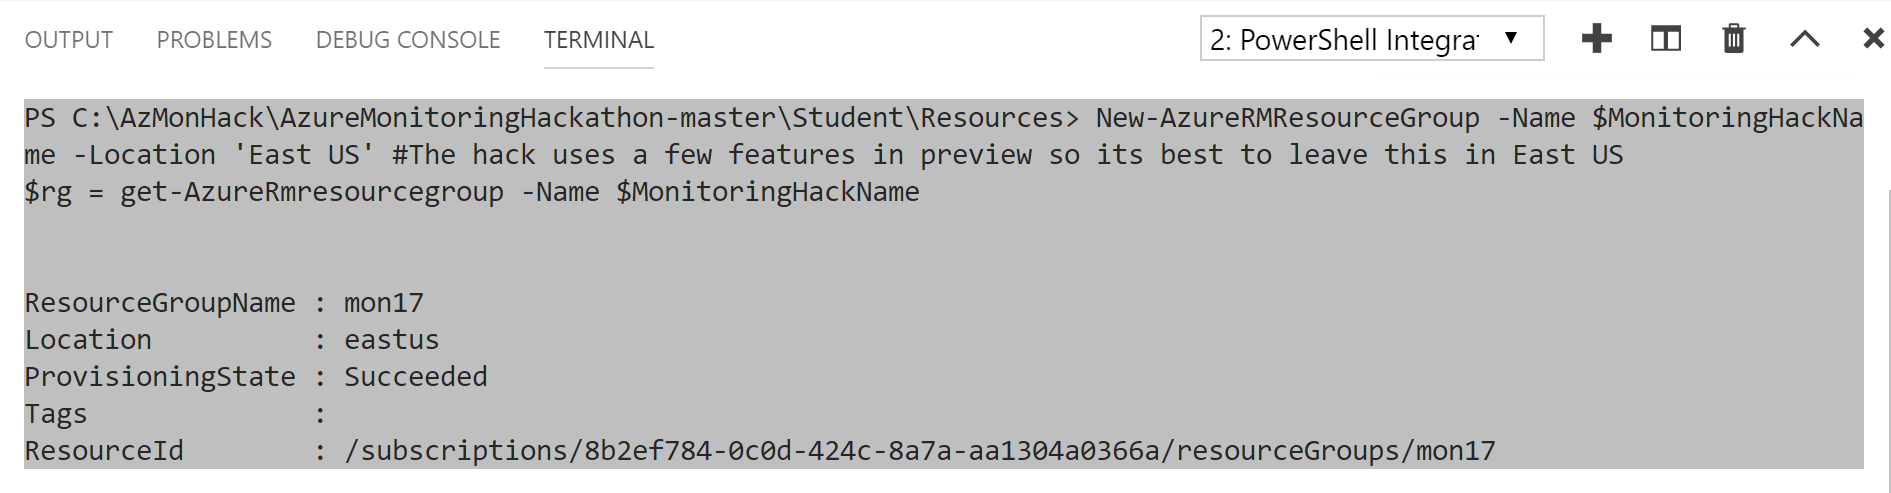 OUTPUT PROBLEMS DEBUG CONSOLE TERMINAL 2: PowerShell Integra
PS C:\AzMonHack\AzureMonitoringHackathon-master\Student\Resources> New-AzureRMResourceGroup -Name $MonitoringHackNa
me -Location 'East US' #The hack uses a few features in preview so its best to leave this in East US
$rg = get-AzureRmresourcegroup -Name $MonitoringHackName
ResourceGroupName : mon17
Location          : eastus
ProvisioningState : Succeeded
Tags              :
ResourceId        : /subscriptions/8b2ef784-0c0d-424c-8a7a-aa1304a0366a/resourceGroups/mon17